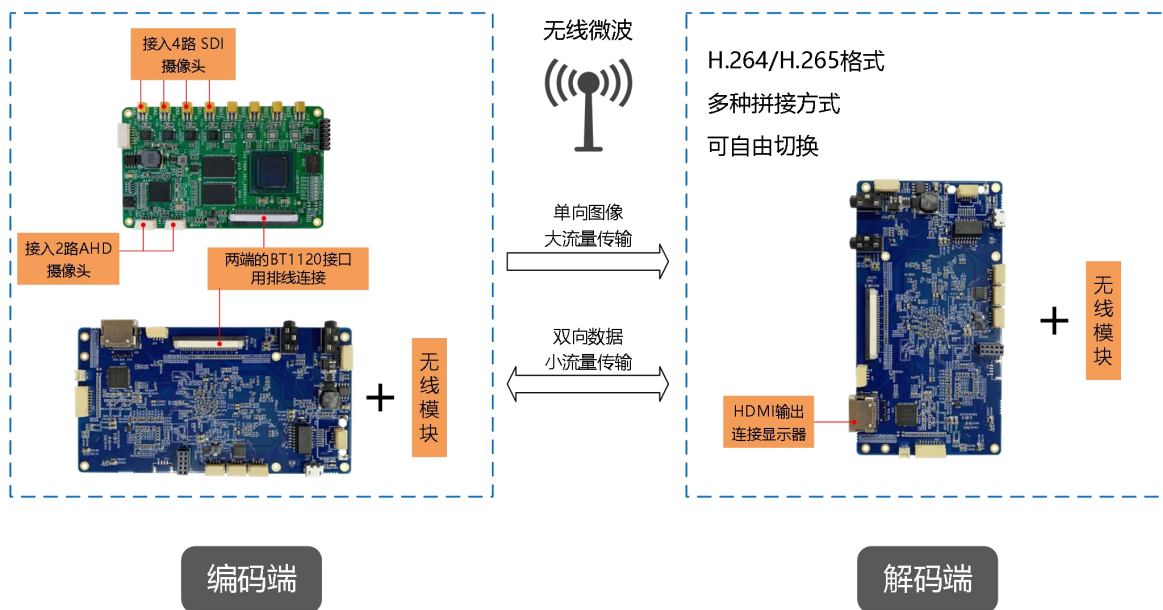 接入4路 SDI
摄像头
接入2路AHD
摄像头
两端的BT1120接口
用排线连接
+
无
线
模
块
编码端
无线微波
单向图像
大流量传输
双向数据
小流量传输
H.264/H.265格式
多种拼接方式
可自由切换
HDMI输出
连接显示器
+
无
线
模
块
解码端